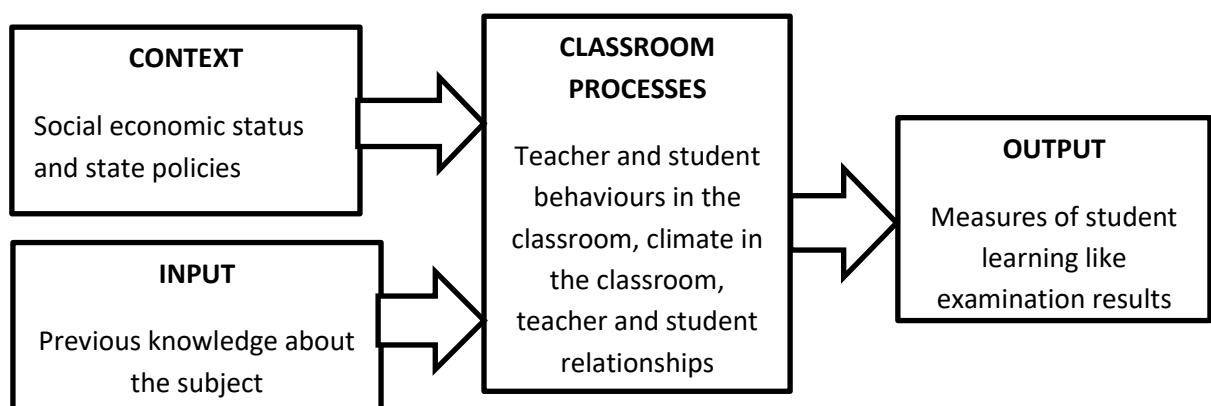 CONTEXT
Social economic status
and state policies
INPUT
Previous knowledge about
the subject
CLASSROOM
PROCESSES
Teacher and student
behaviours in the
classroom, climate in
the classroom,
teacher and student
relationships
OUTPUT
Measures of student
learning like
examination results